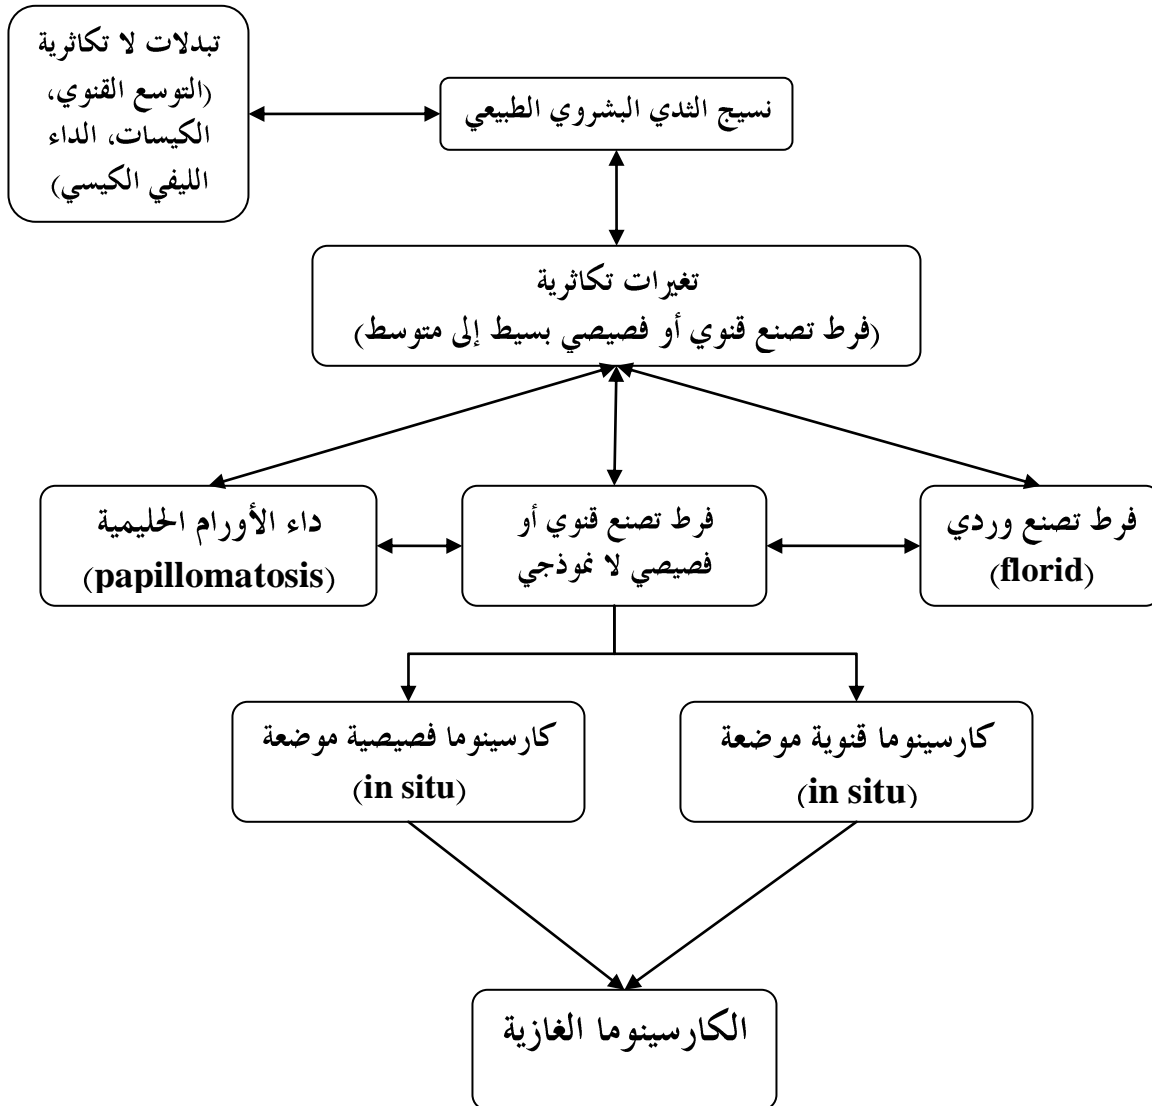 تبدلات لا تكاثرية
(التوسع القنوي،
الكيسات، الداء
الليفي الكيسي)
نسيج الثدي البشروي الطبيعي
تغيرات تكاثرية
(فرط تصنع قنوي أو فصيصي بسيط إلى متوسط)
داء الأورام الحليمية
(papillomatosis)
فرط تصنع قنوي أو
فصيصي لا نموذجي
فرط تصنع وردي
(florid)
كارسينوما فصيصية موضعة
(in situ)
كارسينوما قنوية موضعة
(in situ)
الكارسينوما الغازية